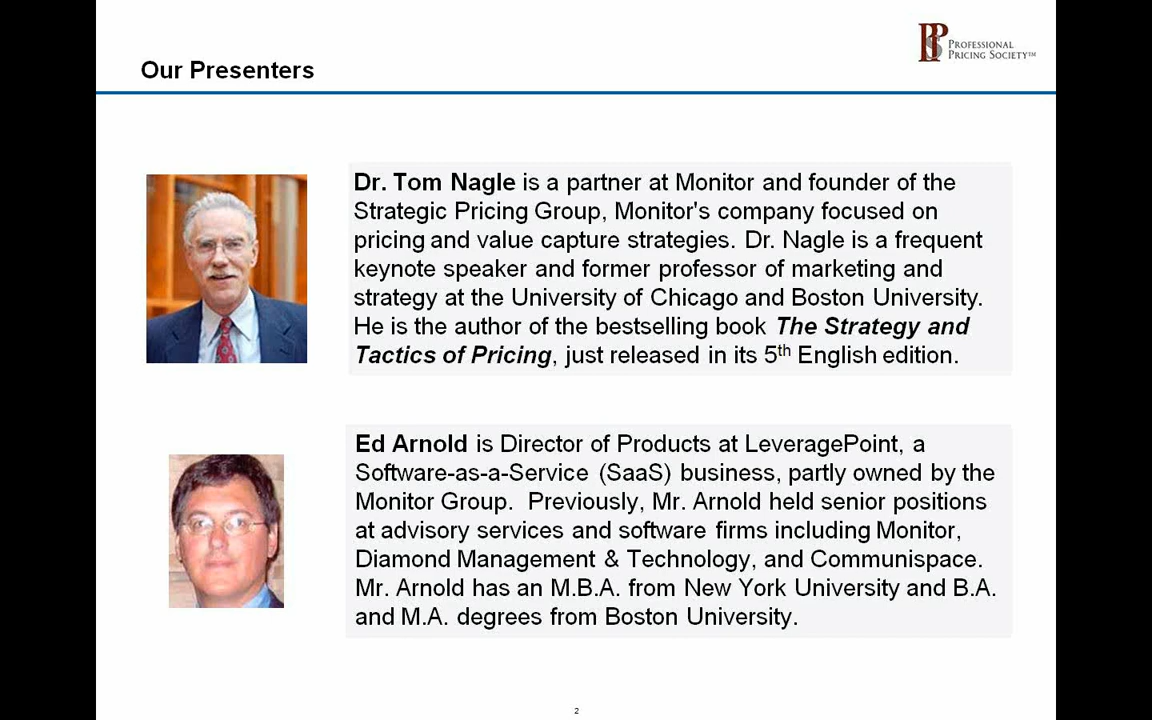 Our Presenters
PROFESSIONAL
PRICING SOCIETY™
Dr. Tom Nagle is a partner at Monitor and founder of the
Strategic Pricing Group, Monitor's company focused on
pricing and value capture strategies. Dr. Nagle is a frequent
keynote speaker and former professor of marketing and
strategy at the University of Chicago and Boston University.
He is the author of the bestselling book The Strategy and
Tactics of Pricing, just released in its 5th English edition.
Ed Arnold is Director of Products at LeveragePoint, a
Software-as-a-Service (SaaS) business, partly owned by the
Monitor Group. Previously, Mr. Arnold held senior positions
at advisory services and software firms including Monitor,
Diamond Management & Technology, and Communispace.
Mr. Arnold has an M.B.A. from New York University and B.A.
and M.A. degrees from Boston University.
2